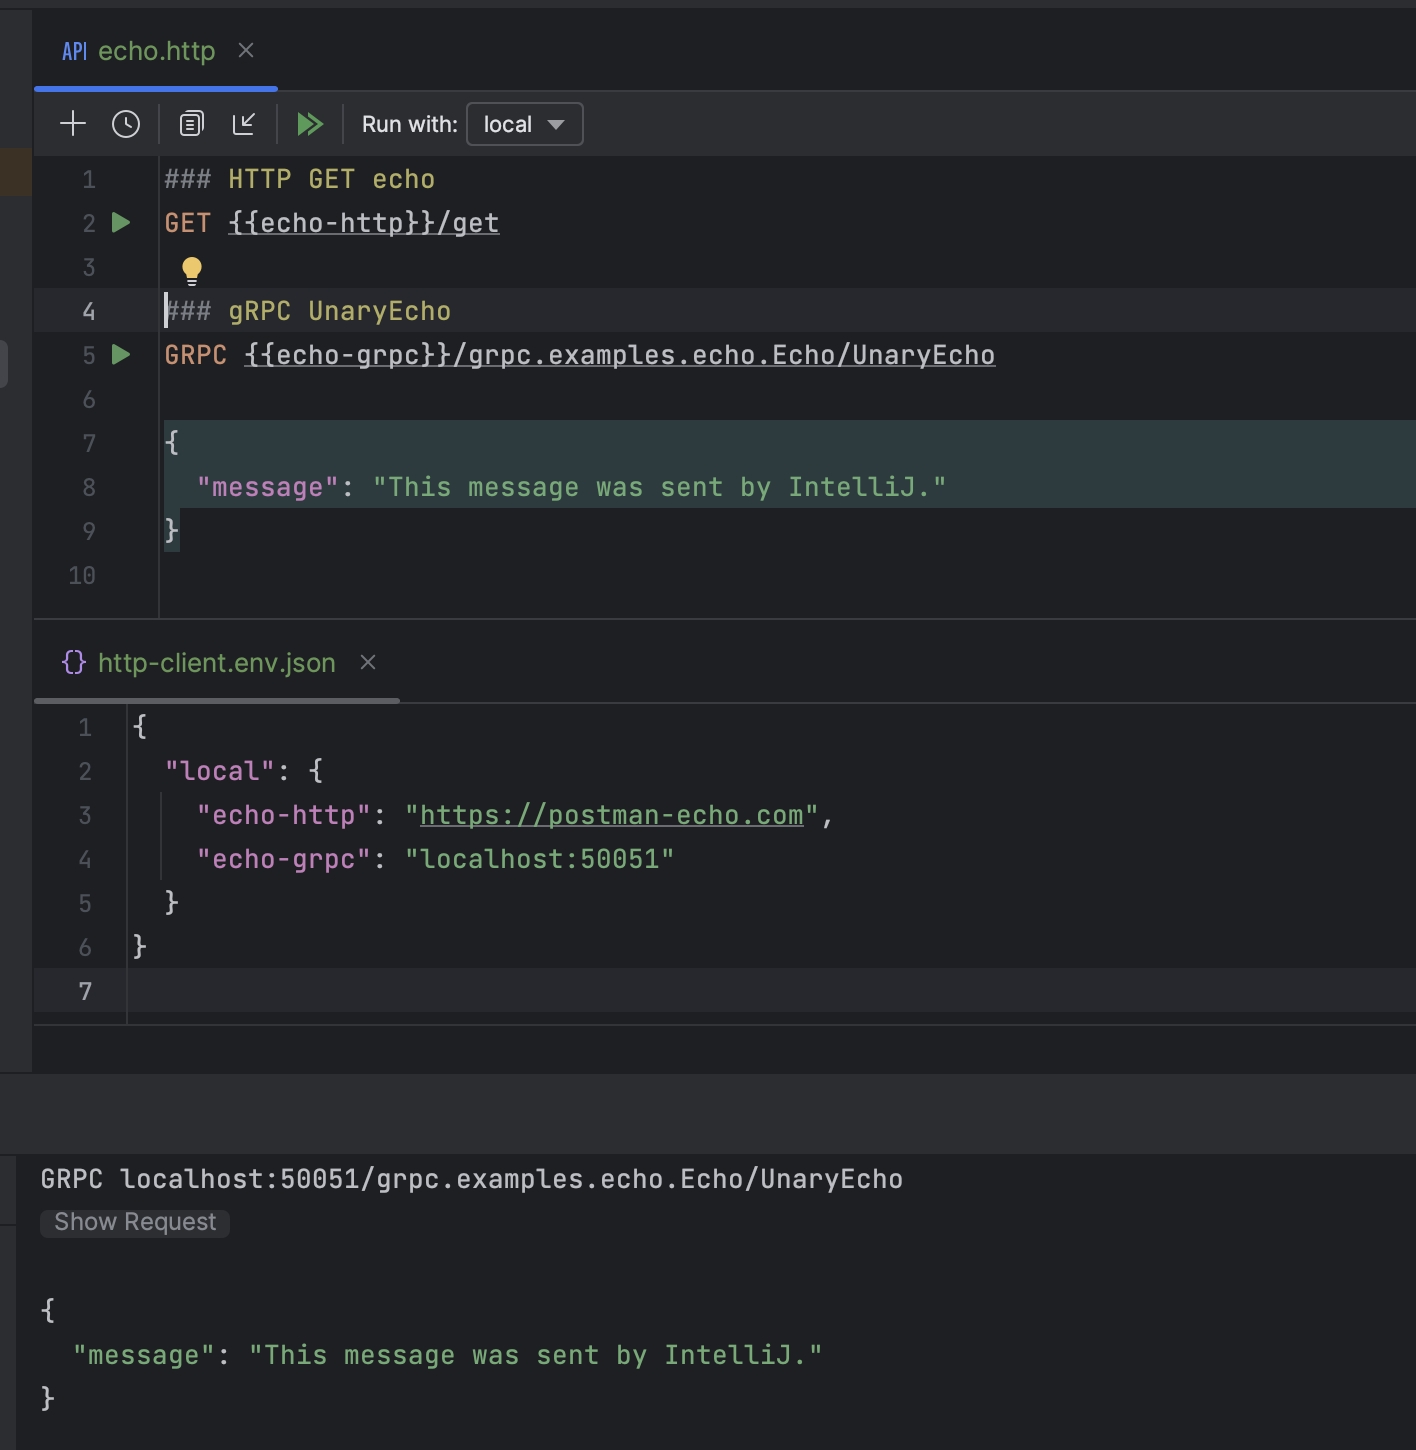 API echo.http
Run with: local
1 ### HTTP GET echo
2 GET {{echo-http}}/get
3
4 ### gRPC UnaryEcho
5 GRPC {{echo-grpc}}/grpc.examples.echo.Echo/UnaryEcho
6
7 {
8 "message": "This message was sent by IntelliJ."
9 }
10
{} http-client.env.json
1 {
2 "local": {
3 "echo-http": "https://postman-echo.com",
4 "echo-grpc": "localhost:50051"
5 }
6 }
7
GRPC localhost:50051/grpc.examples.echo.Echo/UnaryEcho
Show Request
{
"message": "This message was sent by IntelliJ."
}